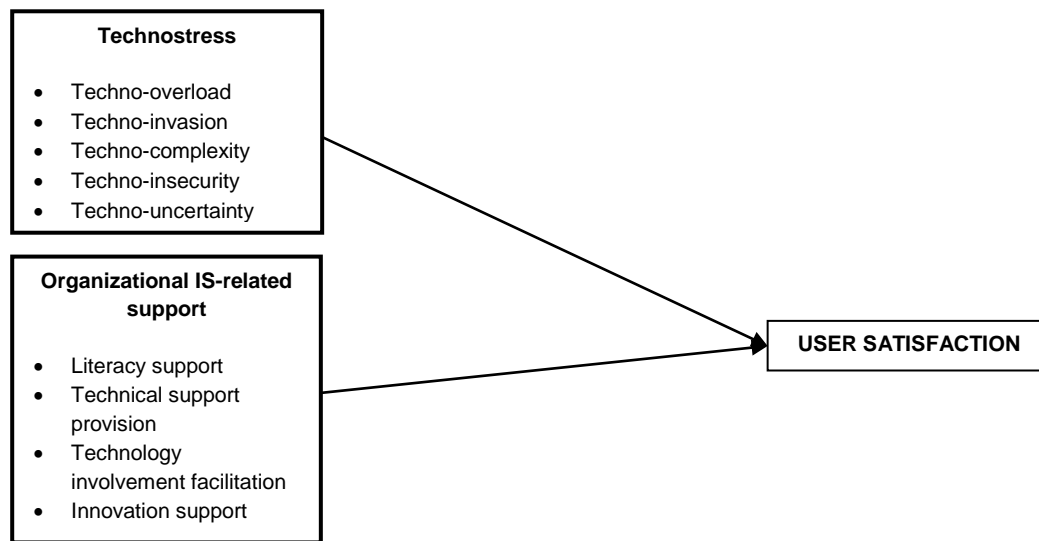 Technostress
• Techno-overload
• Techno-invasion
• Techno-complexity
• Techno-insecurity
• Techno-uncertainty
Organizational IS-related
support
• Literacy support
• Technical support
provision
• Technology
involvement facilitation
• Innovation support
USER SATISFACTION